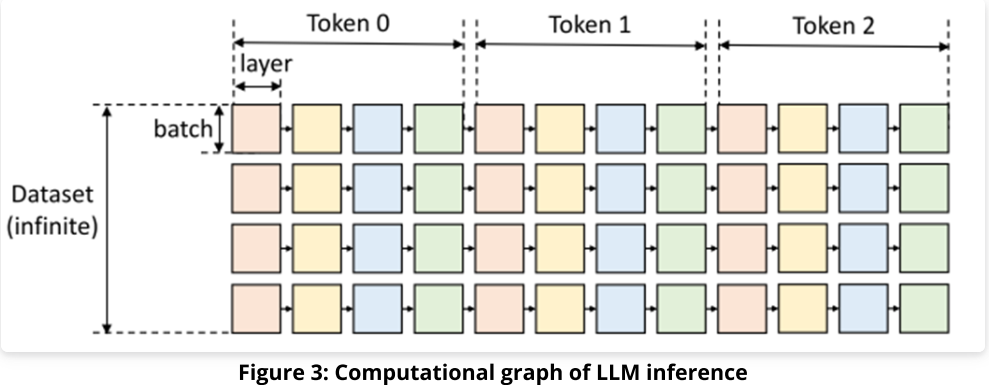 Token 0
Token 1
Token 2
layer
batch
Dataset
(infinite)
Figure 3: Computational graph of LLM inference